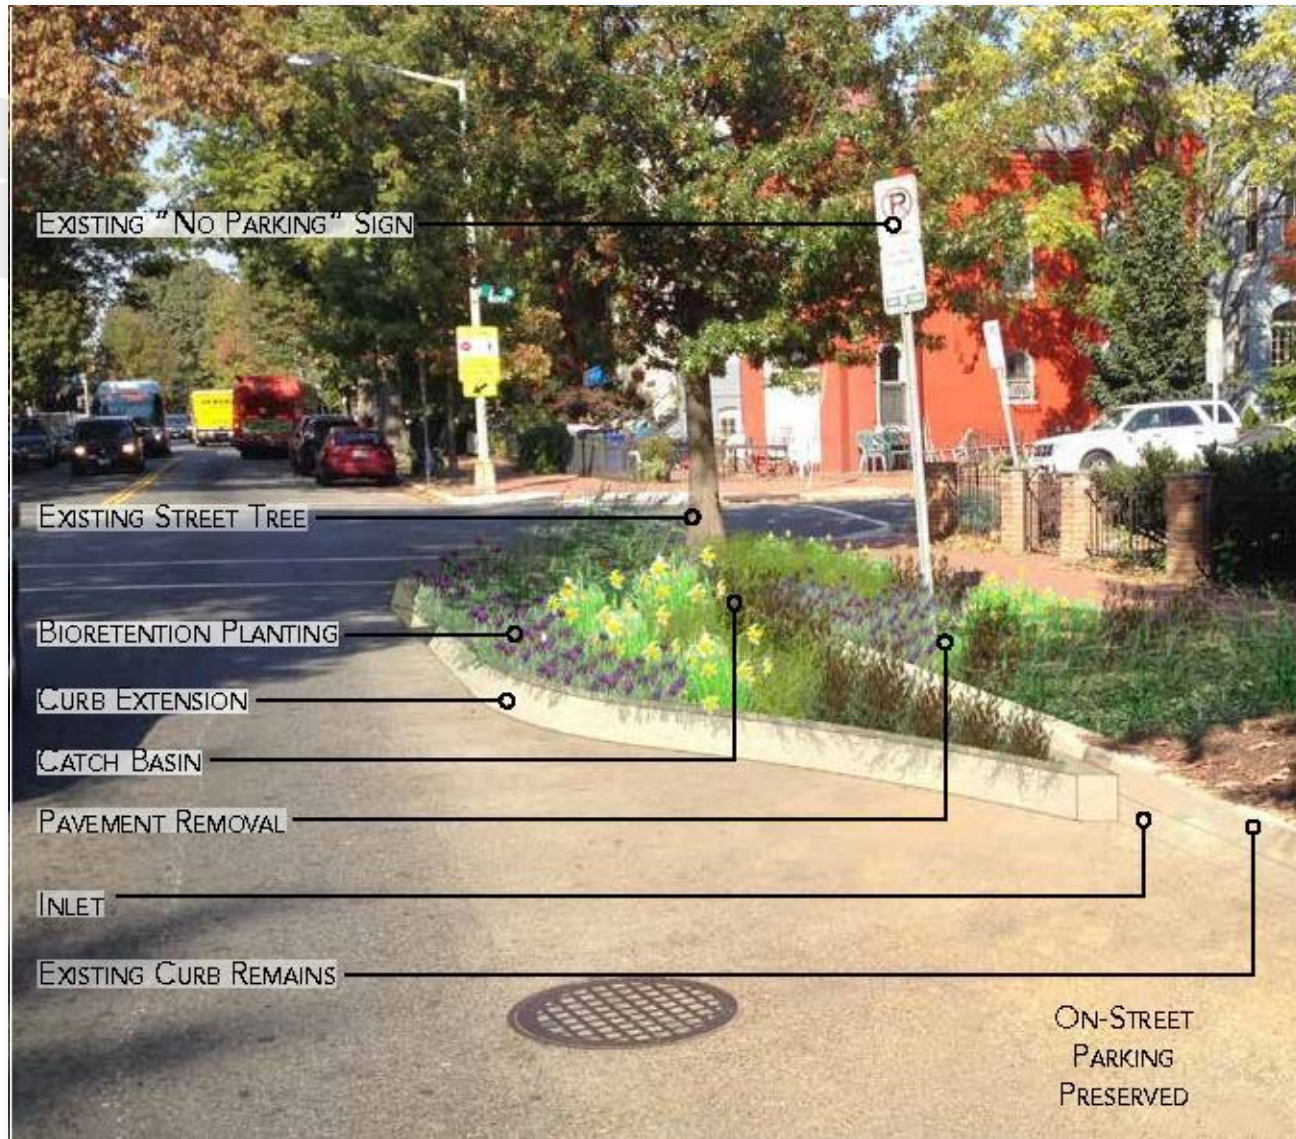 EXISTING "NO PARKING" SIGN
EXISTING STREET TREE
BIORETENTION PLANTING
CURB EXTENSION
CATCH BASIN
PAVEMENT REMOVAL
INLET
EXISTING CURB REMAINS
ON-STREET
PARKING
PRESERVED